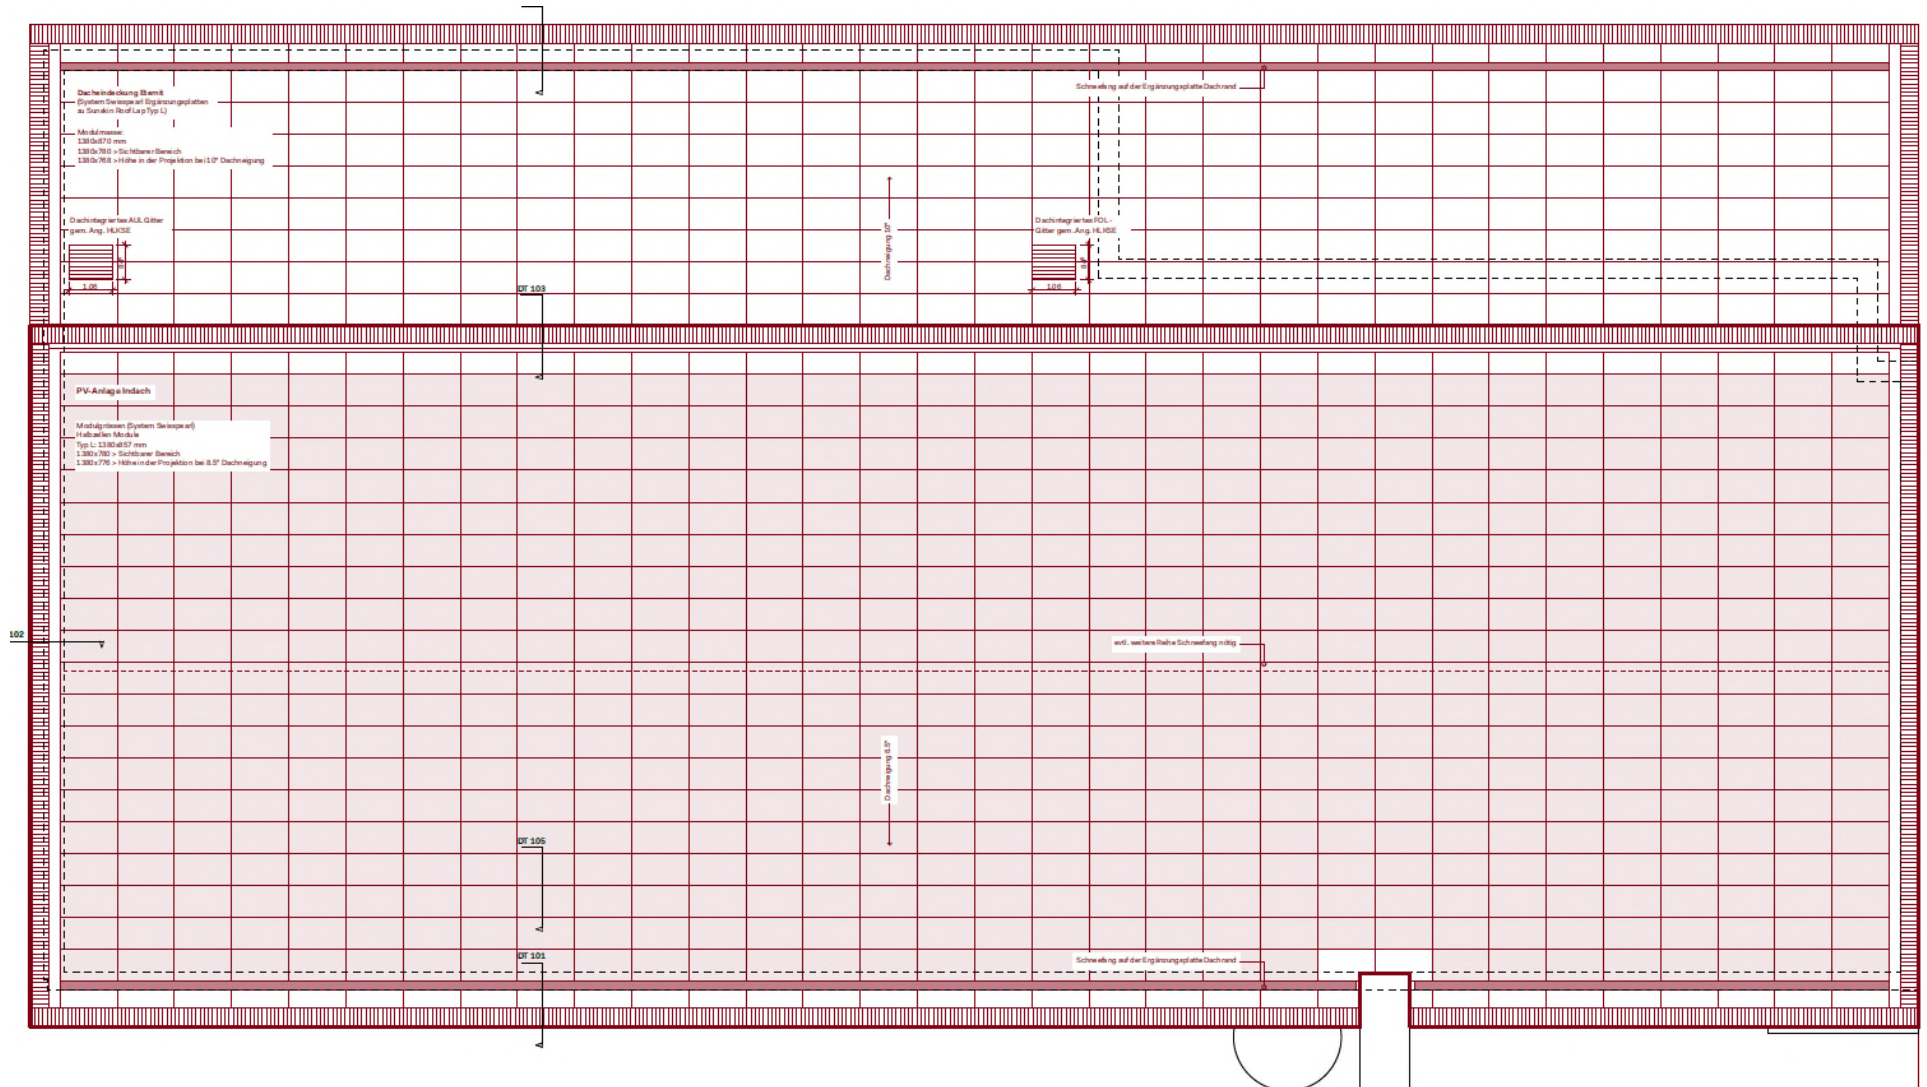 Dacheindeckung Eternit
(System Swisspearl Ergänzungsplatten
zu Sunskin Roof Lap Typ L)
Modulmasse:
1380x870 mm
1380x780 > Sichtbarer Bereich
1380x768 > Höhe in der Projektion bei 10° Dachneigung
Schneefang auf der Ergänzungsplatte Dachrand
Dachintegriertes AUL Gitter
gem. Ang. HLKSE
1.06
Dachneigung 10°
Dachintegriertes FOL-
Gitter gem. Ang. HLKSE
1.06
DT 103
PV-Anlage Indach
Modulgrössen (System Swisspearl)
Halbzellen Module
Typ L: 1380x857 mm
1380x780 > Sichtbarer Bereich
1380x776 > Höhe in der Projektion bei 8.5° Dachneigung
102
evtl. weitere Reihe Schneefang nötig
Dachneigung 8.5°
DT 105
DT 101
Schneefang auf der Ergänzungsplatte Dachrand